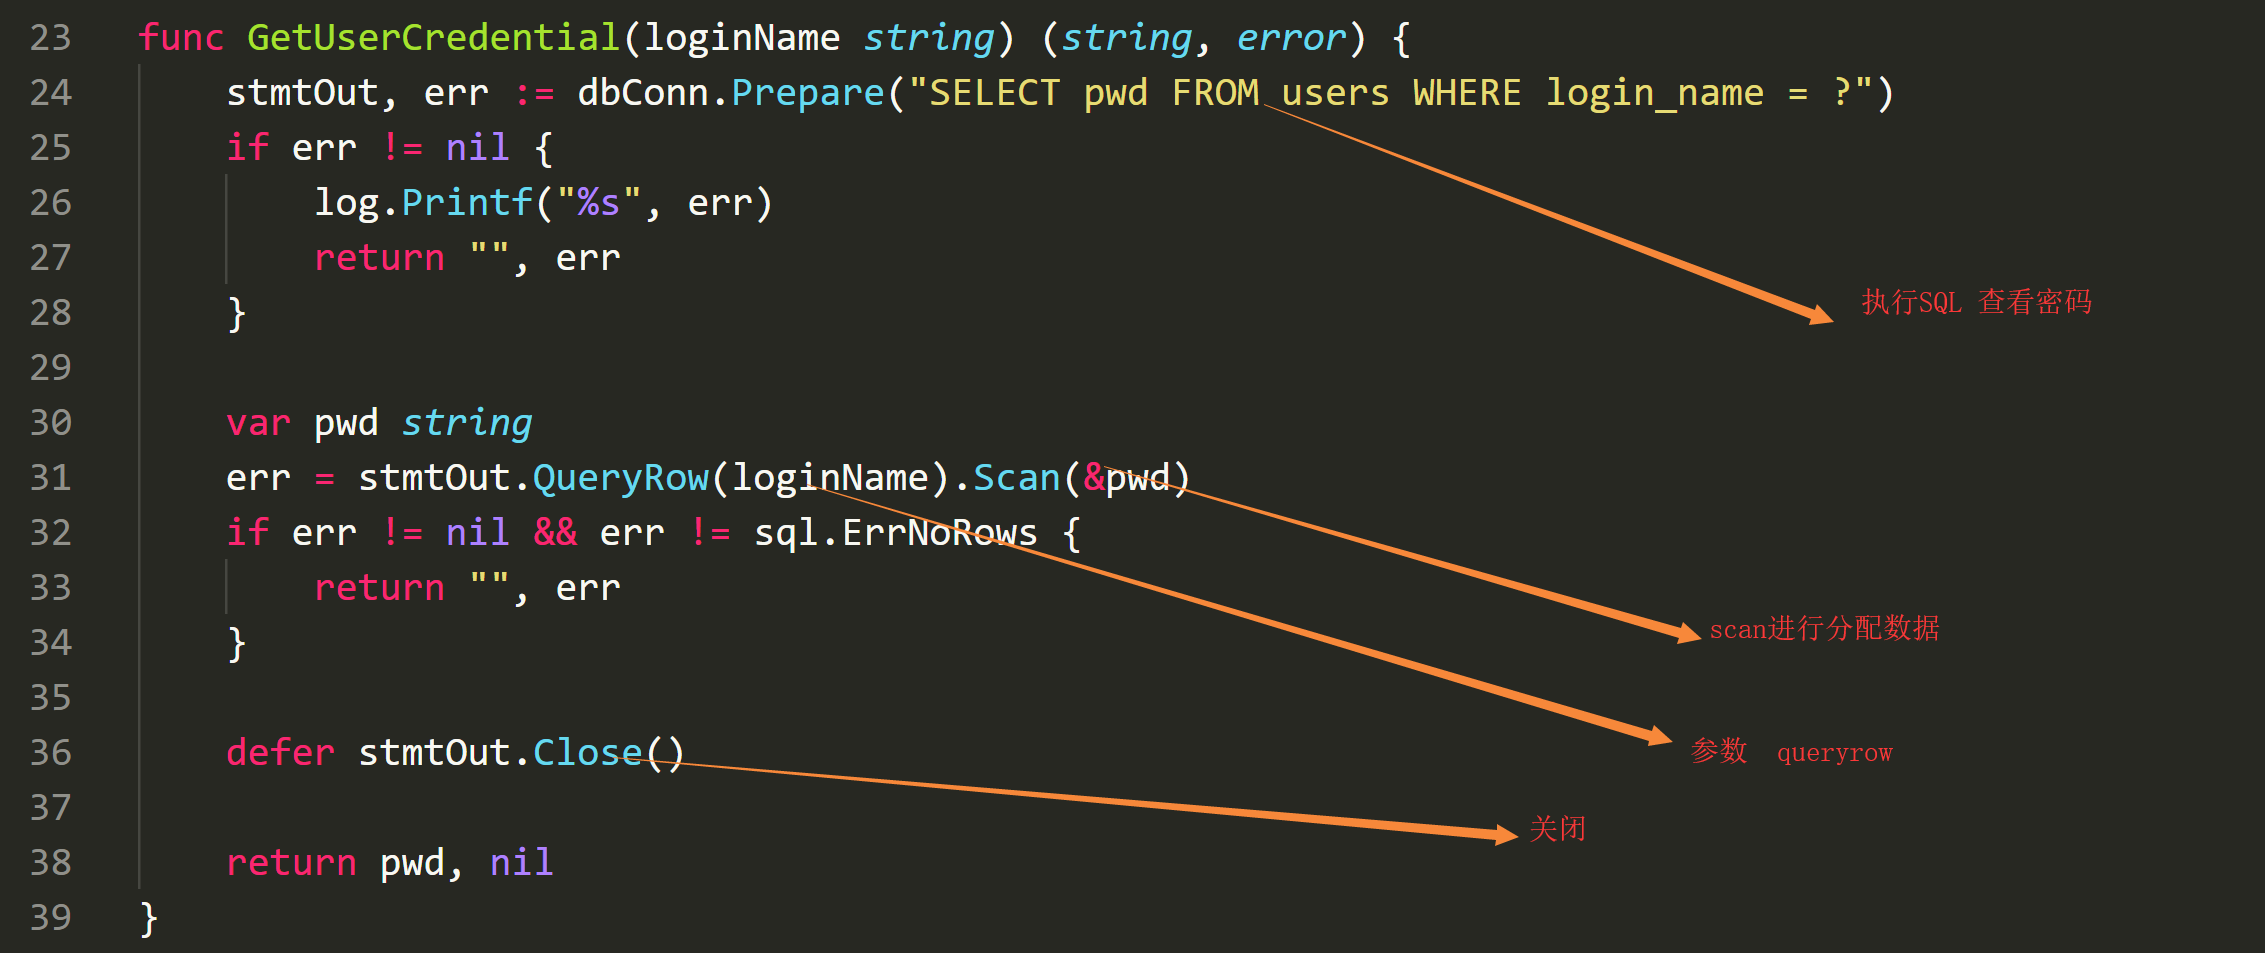 23 func GetUserCredential(loginName string) (string, error) {
24 stmtOut, err := dbConn.Prepare("SELECT pwd FROM users WHERE login_name = ?")
25 if err != nil {
26 log.Printf("%s", err)
27 return "", err
28 }
执行SQL 查看密码
29
30 var pwd string
31 err = stmtOut.QueryRow(loginName).Scan(&pwd)
32 if err != nil && err != sql.ErrNoRows {
33 return "", err
34 }
scan进行分配数据
35
36 defer stmtOut.Close()
参数 queryrow
37
关闭
38 return pwd, nil
39 }